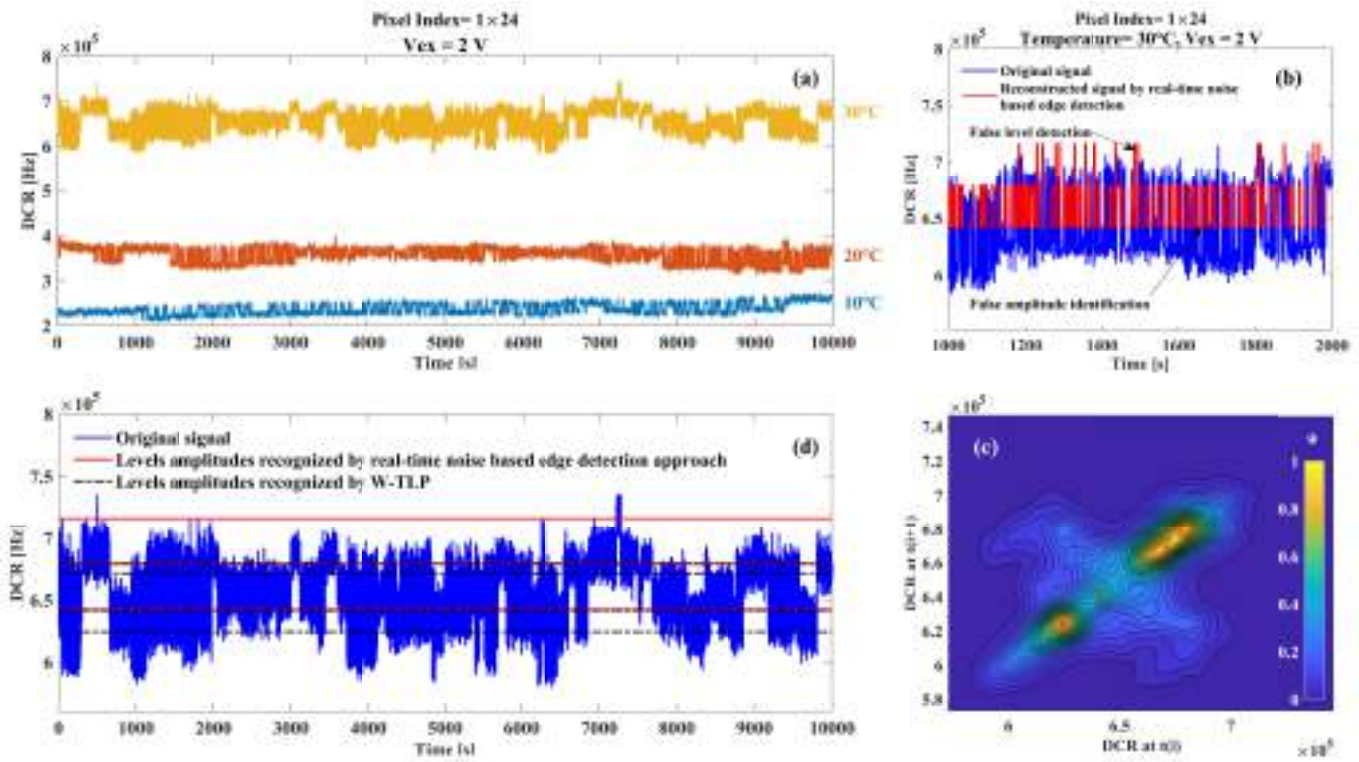 Pixel Index= 1×24
Vex = 2 V
×10⁵
(a)
8
7
6
5
4
3
2
DCR [Hz]
30°C
20°C
10°C
0 1000 2000 3000 4000 5000 6000 7000 8000 9000 10000
Time [s]
Pixel Index= 1×24
Temperature= 30°C, Vex = 2 V
×10⁵
(b)
Original signal
Reconstructed signal by real-time noise
based edge detection
False level detection
8
7.5
7
6.5
6
DCR [Hz]
False amplitude identification
1000 1200 1400 1600 1800 2000
Time [s]
×10⁵
(d)
Original signal
Levels amplitudes recognized by real-time noise based edge detection approach
Levels amplitudes recognized by W-TLP
8
7.5
7
6.5
6
DCR [Hz]
0 1000 2000 3000 4000 5000 6000 7000 8000 9000 10000
Time [s]
×10⁵
(c)
7.4
7.2
7
6.8
6.6
6.4
6.2
6
5.8
DCR at t(i+1)
1
0.8
0.6
0.4
0.2
0
6 6.5 7
DCR at t(i)
×10⁵